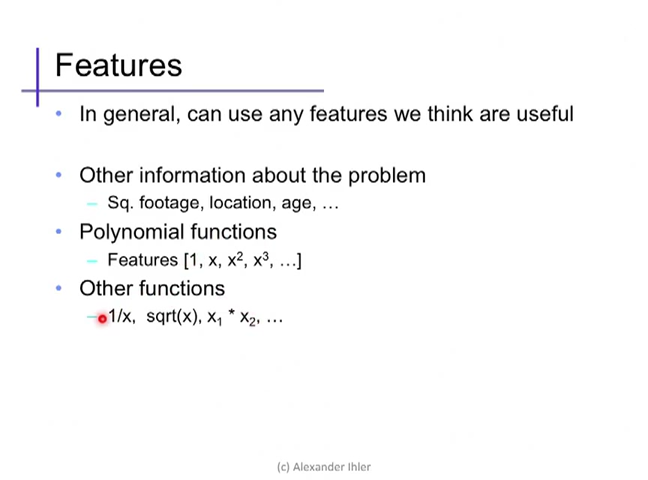 Features
• In general, can use any features we think are useful
• Other information about the problem
– Sq. footage, location, age, …
• Polynomial functions
– Features [1, x, x², x³, …]
• Other functions
– 1/x, sqrt(x), x₁ * x₂, …
(c) Alexander Ihler